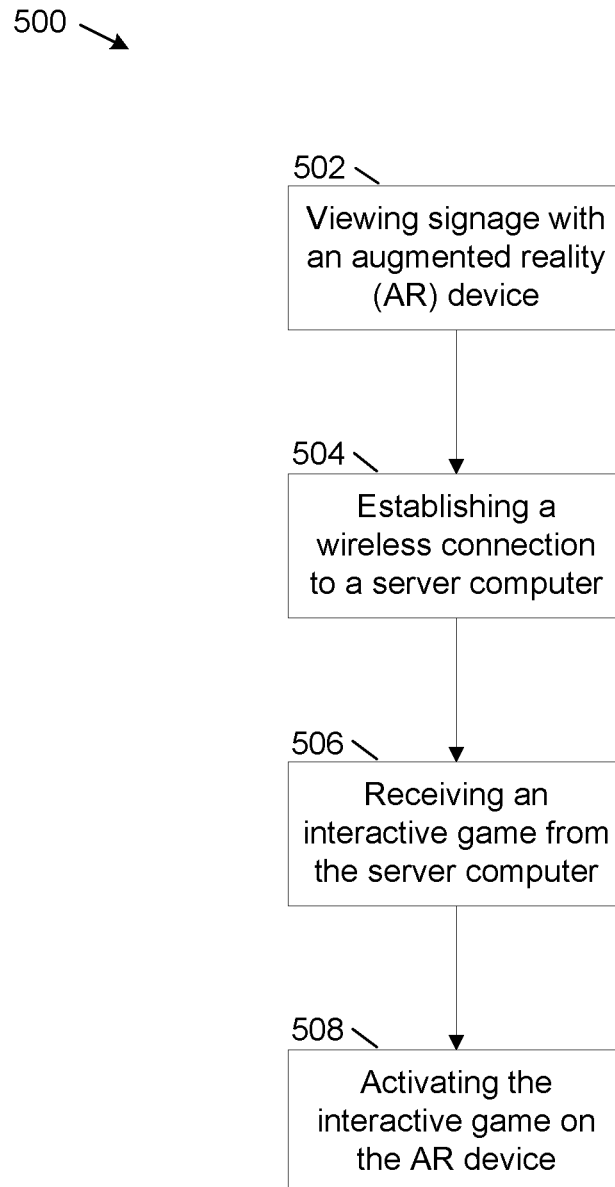 500
502
Viewing signage with
an augmented reality
(AR) device
504
Establishing a
wireless connection
to a server computer
506
Receiving an
interactive game from
the server computer
508
Activating the
interactive game on
the AR device